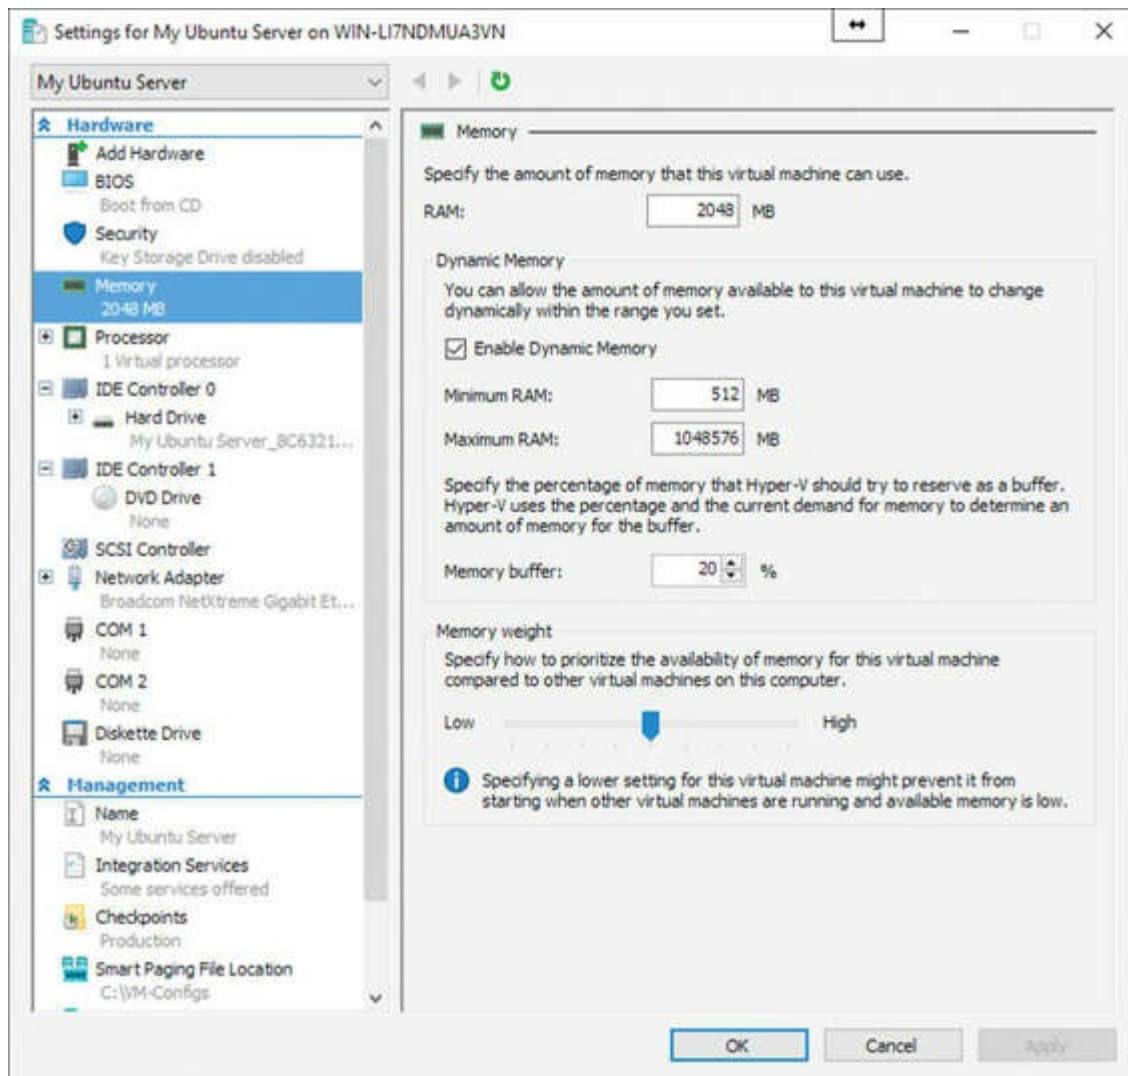 Settings for My Ubuntu Server on WIN-LI7NDMUA3VN
My Ubuntu Server
Hardware
Add Hardware
BIOS
Boot from CD
Security
Key Storage Drive disabled
Memory
2048 MB
Processor
1 Virtual processor
IDE Controller 0
Hard Drive
My Ubuntu Server_8C6321...
IDE Controller 1
DVD Drive
None
SCSI Controller
Network Adapter
Broadcom NetXtreme Gigabit Et...
COM 1
None
COM 2
None
Diskette Drive
None
Management
Name
My Ubuntu Server
Integration Services
Some services offered
Checkpoints
Production
Smart Paging File Location
C:\VM-Configs
Memory
Specify the amount of memory that this virtual machine can use.
RAM: 2048 MB
Dynamic Memory
You can allow the amount of memory available to this virtual machine to change
dynamically within the range you set.
Enable Dynamic Memory
Minimum RAM: 512 MB
Maximum RAM: 1048576 MB
Specify the percentage of memory that Hyper-V should try to reserve as a buffer.
Hyper-V uses the percentage and the current demand for memory to determine an
amount of memory for the buffer.
Memory buffer: 20 %
Memory weight
Specify how to prioritize the availability of memory for this virtual machine
compared to other virtual machines on this computer.
Low High
Specifying a lower setting for this virtual machine might prevent it from
starting when other virtual machines are running and available memory is low.
OK Cancel Apply